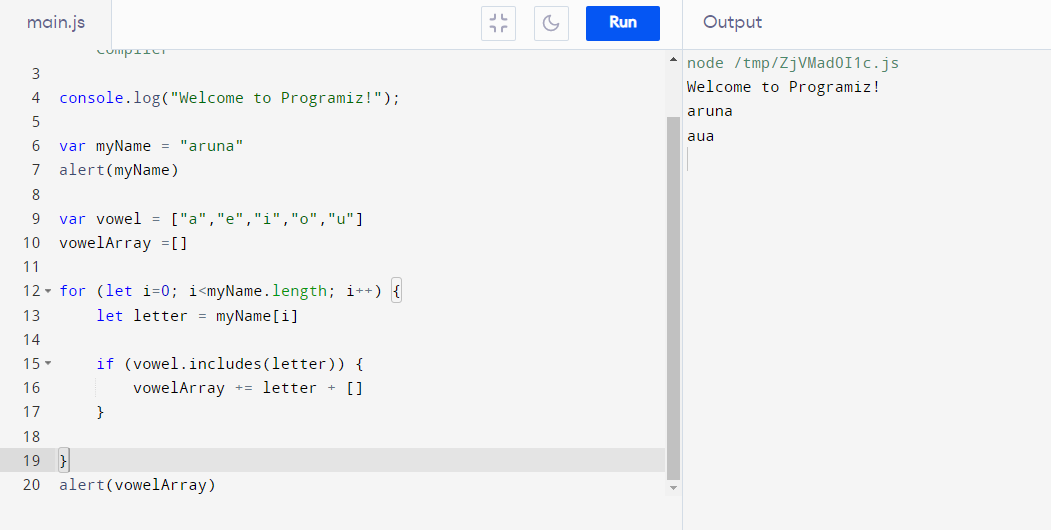 main.js
Run
Output
3
4 console.log("Welcome to Programiz!");
5
6 var myName = "aruna"
7 alert(myName)
8
9 var vowel = ["a","e","i","o","u"]
10 vowelArray =[]
11
12 for (let i=0; i<myName.length; i++) {
13     let letter = myName[i]
14
15     if (vowel.includes(letter)) {
16         vowelArray += letter + []
17     }
18
19 }
20 alert(vowelArray)
node /tmp/ZjVMadOI1c.js
Welcome to Programiz!
aruna
aua